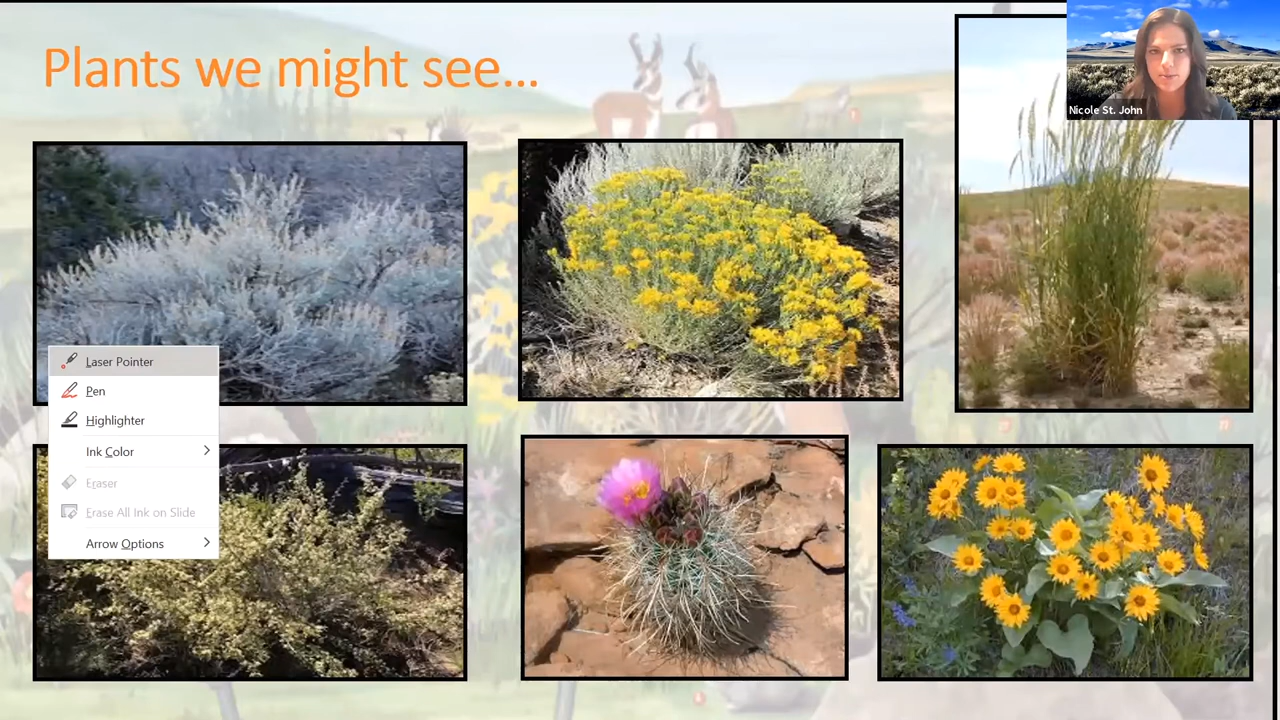 Plants we might see...
Nicole St. John
Laser Pointer
Pen
Highlighter
Ink Color
Eraser
Erase All Ink on Slide
Arrow Options